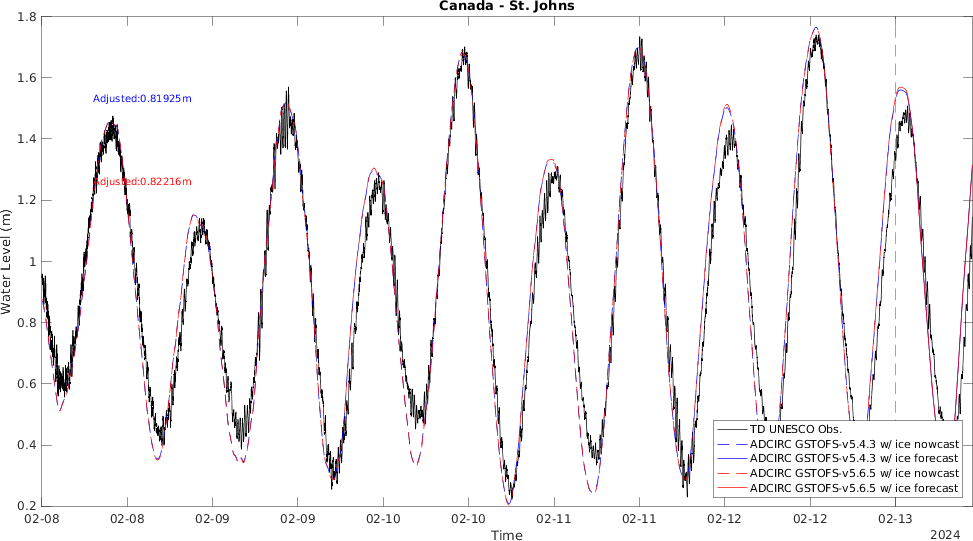 Canada - St. Johns
1.8
1.6
1.4
1.2
1
0.8
0.6
0.4
0.2
Water Level (m)
Adjusted:0.81925m
Adjusted:0.82216m
TD UNESCO Obs.
ADCIRC GSTOFS-v5.4.3 w/ ice nowcast
ADCIRC GSTOFS-v5.4.3 w/ ice forecast
ADCIRC GSTOFS-v5.6.5 w/ ice nowcast
ADCIRC GSTOFS-v5.6.5 w/ ice forecast
02-08 02-08 02-09 02-09 02-10 02-10 02-11 02-11 02-12 02-12 02-13
Time
2024